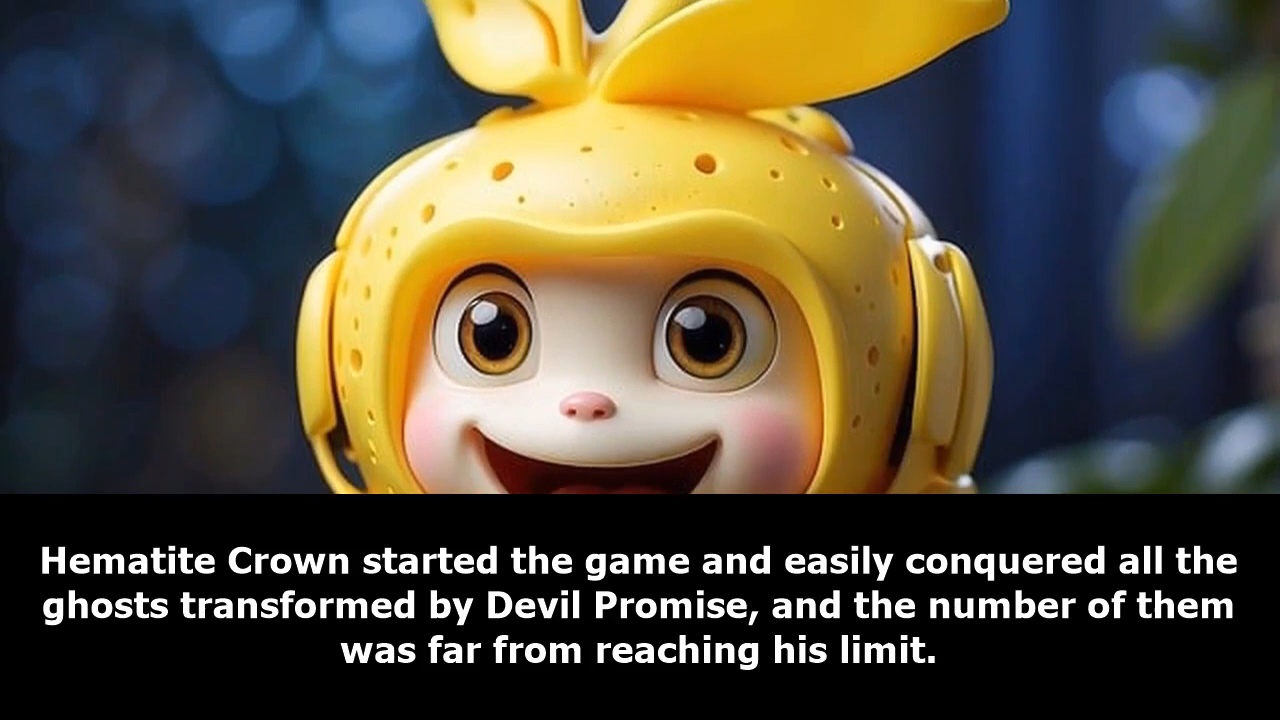 Hematite Crown started the game and easily conquered all the
ghosts transformed by Devil Promise, and the number of them
was far from reaching his limit.